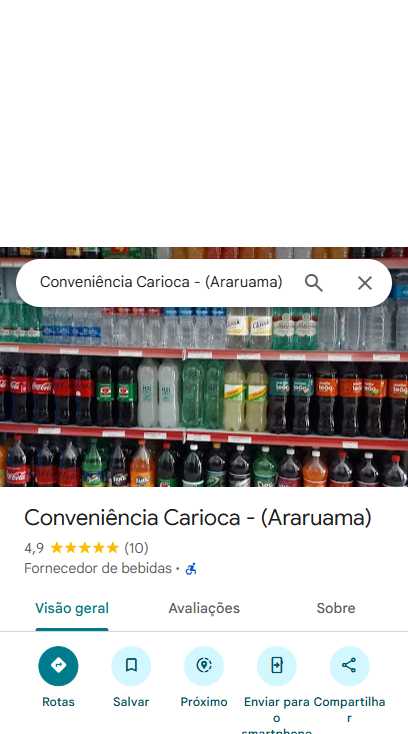 Conveniência Carioca - (Araruama)
Conveniência Carioca - (Araruama)
4,9 (10)
Fornecedor de bebidas ·
Visão geral Avaliações Sobre
Rotas Salvar Próximo Enviar para o smartphone Compartilhar